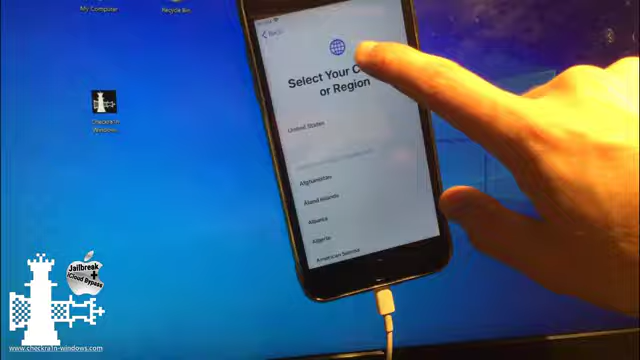 My Computer
Recycle Bin
Checkra1n
Windows
Back
Select Your C
or Region
United States
Afghanistan
Åland Islands
Albania
Algeria
American Samoa
Jailbreak
+
iCloud Bypass
www.checkra1n-windows.com